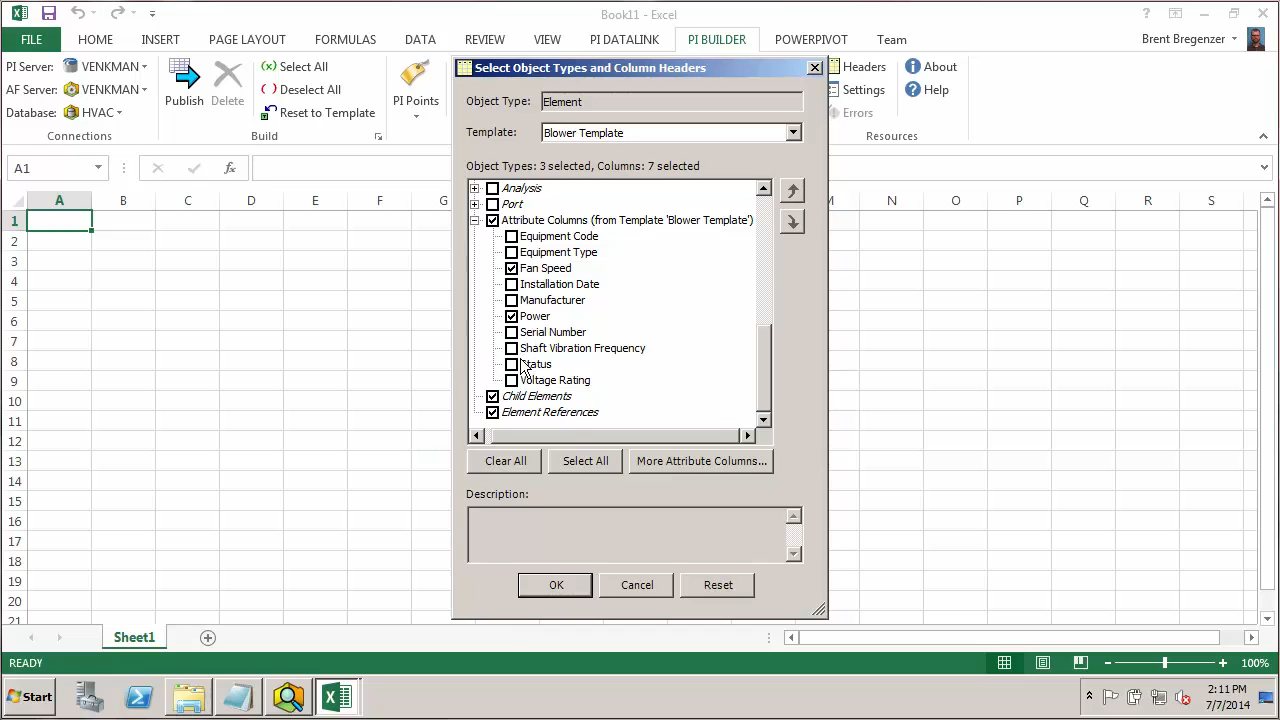 Book11 - Excel
FILE HOME INSERT PAGE LAYOUT FORMULAS DATA REVIEW VIEW PI DATALINK PI BUILDER POWERPIVOT Team Brent Bregenzer
PI Server: VENKMAN
AF Server: VENKMAN
Database: HVAC
Connections
Publish
Delete
(x) Select All
( ) Deselect All
Reset to Template
Build
PI Points
Headers
Settings
Errors
About
Help
Resources
A1
fx
A B C D E F G M N O P Q R S
1
2
3
4
5
6
7
8
9
10
11
12
13
14
15
16
17
18
19
20
21
Select Object Types and Column Headers
Object Type: Element
Template: Blower Template
Object Types: 3 selected, Columns: 7 selected
Analysis
Port
Attribute Columns (from Template 'Blower Template')
Equipment Code
Equipment Type
Fan Speed
Installation Date
Manufacturer
Power
Serial Number
Shaft Vibration Frequency
Status
Voltage Rating
Child Elements
Element References
Clear All Select All More Attribute Columns...
Description:
OK Cancel Reset
Sheet1
READY 100%
Start
2:11 PM
7/7/2014